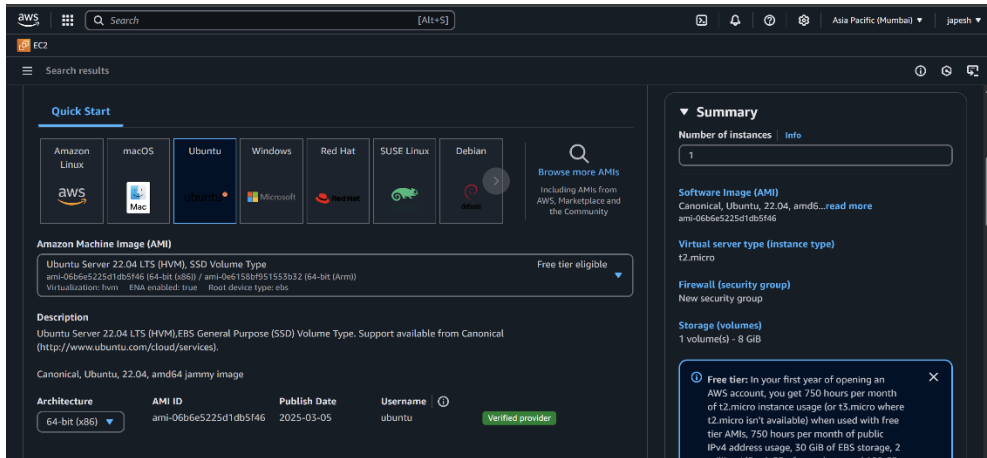 aws
Search
[Alt+S]
Asia Pacific (Mumbai) ▼
japesh ▼
EC2
Search results
Quick Start
Amazon Linux
aws
macOS
Mac
Ubuntu
ubuntu
Windows
Microsoft
Red Hat
Red Hat
SUSE Linux
Debian
debian
Browse more AMIs
Including AMIs from
AWS, Marketplace and
the Community
Amazon Machine Image (AMI)
Ubuntu Server 22.04 LTS (HVM), SSD Volume Type
Free tier eligible
ami-06b6e5225d1db5f46 (64-bit (x86)) / ami-0e6158bf951553b32 (64-bit (Arm))
Virtualization: hvm ENA enabled: true Root device type: ebs
Description
Ubuntu Server 22.04 LTS (HVM),EBS General Purpose (SSD) Volume Type. Support available from Canonical
(http://www.ubuntu.com/cloud/services).
Canonical, Ubuntu, 22.04, amd64 jammy image
Architecture AMI ID Publish Date Username
64-bit (x86) ▼ ami-06b6e5225d1db5f46 2025-03-05 ubuntu Verified provider
▼ Summary
Number of instances Info
1
Software Image (AMI)
Canonical, Ubuntu, 22.04, amd6...read more
ami-06b6e5225d1db5f46
Virtual server type (instance type)
t2.micro
Firewall (security group)
New security group
Storage (volumes)
1 volume(s) - 8 GiB
Free tier: In your first year of opening an
AWS account, you get 750 hours per month
of t2.micro instance usage (or t3.micro where
t2.micro isn't available) when used with free
tier AMIs, 750 hours per month of public
IPv4 address usage, 30 GiB of EBS storage, 2